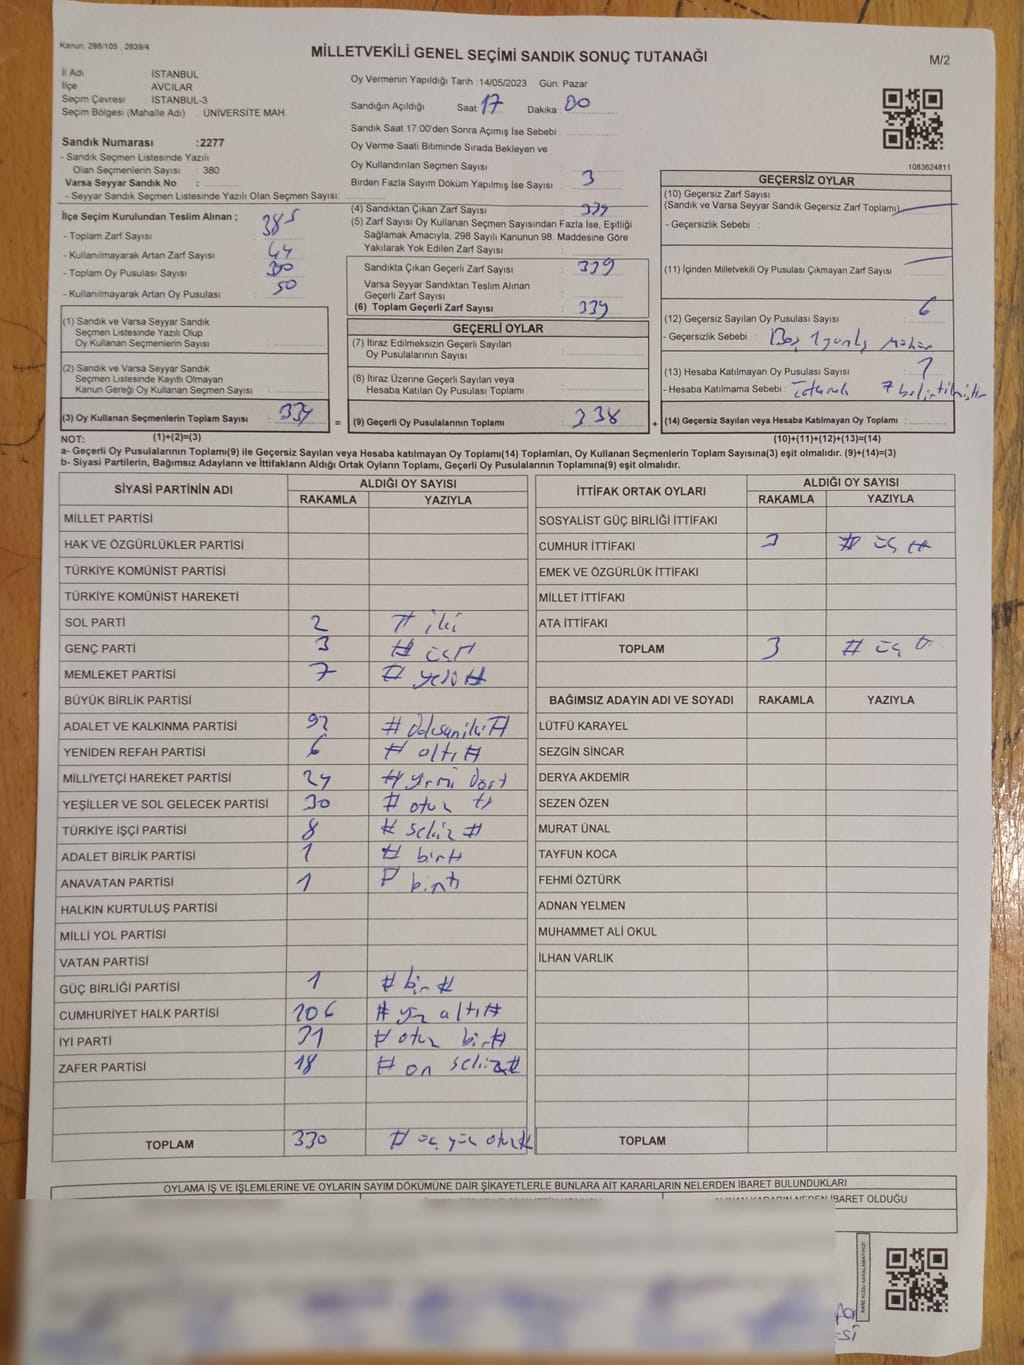 Kanun: 298/105 , 2839/4
MİLLETVEKİLİ GENEL SEÇİMİ SANDIK SONUÇ TUTANAĞI
M/2
İl Adı : İSTANBUL
İlçe : AVCILAR
Seçim Çevresi : İSTANBUL-3
Seçim Bölgesi (Mahalle Adı) : ÜNİVERSİTE MAH.
Oy Vermenin Yapıldığı Tarih :14/05/2023 Gün: Pazar
Sandığın Açıldığı Saat 17 Dakika 00
Sandık Saat 17:00'den Sonra Açımış İse Sebebi :
Oy Verme Saati Bitiminde Sırada Bekleyen ve
Oy Kullandırılan Seçmen Sayısı :
Birden Fazla Sayım Döküm Yapılmış İse Sayısı : 3
1083624811
Sandık Numarası :2277
- Sandık Seçmen Listesinde Yazılı
Olan Seçmenlerin Sayısı : 380
Varsa Seyyar Sandık No :
- Seyyar Sandık Seçmen Listesinde Yazılı Olan Seçmen Sayısı :
İlçe Seçim Kurulundan Teslim Alınan ;
- Toplam Zarf Sayısı : 385
- Kullanılmayarak Artan Zarf Sayısı : 44
- Toplam Oy Pusulası Sayısı :
- Kullanılmayarak Artan Oy Pusulası : 50
(4) Sandıktan Çıkan Zarf Sayısı : 339
(5) Zarf Sayısı Oy Kullanan Seçmen Sayısından Fazla İse, Eşitliği
Sağlamak Amacıyla, 298 Sayılı Kanunun 98. Maddesine Göre
Yakılarak Yok Edilen Zarf Sayısı :
Sandıkta Çıkan Geçerli Zarf Sayısı : 339
Varsa Seyyar Sandıktan Teslim Alınan
Geçerli Zarf Sayısı :
(6) Toplam Geçerli Zarf Sayısı : 339
GEÇERSİZ OYLAR
(10) Geçersiz Zarf Sayısı
(Sandık ve Varsa Seyyar Sandık Geçersiz Zarf Toplamı)
- Geçersizlik Sebebi :
(11) İçinden Milletvekili Oy Pusulası Çıkmayan Zarf Sayısı :
(12) Geçersiz Sayılan Oy Pusulası Sayısı : 6
- Geçersizlik Sebebi : Boş,
(13) Hesaba Katılmayan Oy Pusulası Sayısı :
- Hesaba Katılmama Sebebi :
(1) Sandık ve Varsa Seyyar Sandık
Seçmen Listesinde Yazılı Olup
Oy Kullanan Seçmenlerin Sayısı :
(2) Sandık ve Varsa Seyyar Sandık
Seçmen Listesinde Kayıtlı Olmayan
Kanun Gereği Oy Kullanan Seçmen Sayısı :
(3) Oy Kullanan Seçmenlerin Toplam Sayısı :
GEÇERLİ OYLAR
(7) İtiraz Edilmeksizin Geçerli Sayılan
Oy Pusulalarının Sayısı :
(8) İtiraz Üzerine Geçerli Sayılan veya
Hesaba Katılan Oy Pusulası Toplamı :
= (9) Geçerli Oy Pusulalarının Toplamı : 338
+ (14) Geçersiz Sayılan veya Hesaba Katılmayan Oy Toplamı :
NOT: (1)+(2)=(3) (10)+(11)+(12)+(13)=(14)
a- Geçerli Oy Pusulalarının Toplamı(9) ile Geçersiz veya Hesaba katılmayan Oy Toplamı(14) Toplamları, Oy Kullanan Seçmenlerin Toplam Sayısına(3) eşit olmalıdır. (9)+(14)=(3)
b- Siyasi Partilerin, Bağımsız Adayların ve İttifakların Aldığı Ortak Oyların Toplamı, Geçerli Oy Pusulalarının Toplamına(9) eşit olmalıdır.
SİYASİ PARTİNİN ADI ALDIĞI OY SAYISI
RAKAMLA YAZIYLA
MİLLET PARTİSİ
HAK VE ÖZGÜRLÜKLER PARTİSİ
TÜRKİYE KOMÜNİST PARTİSİ
TÜRKİYE KOMÜNİST HAREKETİ
SOL PARTİ 2 # iki
GENÇ PARTİ 3 # üç #
MEMLEKET PARTİSİ 7 # yedi #
BÜYÜK BİRLİK PARTİSİ
ADALET VE KALKINMA PARTİSİ 92 # doksaniki #
YENİDEN REFAH PARTİSİ 6 # altı #
MİLLİYETÇİ HAREKET PARTİSİ 24 # yirmi dört
YEŞİLLER VE SOL GELECEK PARTİSİ 30 # otuz #
TÜRKİYE İŞÇİ PARTİSİ 8 # sekiz #
ADALET BİRLİK PARTİSİ 1 # bir #
ANAVATAN PARTİSİ 1 # bir #
HALKIN KURTULUŞ PARTİSİ
MİLLİ YOL PARTİSİ
VATAN PARTİSİ
GÜÇ BİRLİĞİ PARTİSİ 1 # bir #
CUMHURİYET HALK PARTİSİ 106 # yüz altı #
İYİ PARTİ 31 # otuz bir #
ZAFER PARTİSİ 18 # on sekiz #
TOPLAM 330 # üç yüz otuz #
İTTİFAK ORTAK OYLARI ALDIĞI OY SAYISI
RAKAMLA YAZIYLA
SOSYALİST GÜÇ BİRLİĞİ İTTİFAKI
CUMHUR İTTİFAKI 3 # üç #
EMEK VE ÖZGÜRLÜK İTTİFAKI
MİLLET İTTİFAKI
ATA İTTİFAKI
TOPLAM 3 # üç #
BAĞIMSIZ ADAYIN ADI VE SOYADI RAKAMLA YAZIYLA
LÜTFÜ KARAYEL
SEZGİN SİNCAR
DERYA AKDEMİR
SEZEN ÖZEN
MURAT ÜNAL
TAYFUN KOCA
FEHMİ ÖZTÜRK
ADNAN YELMEN
MUHAMMET ALİ OKUL
İLHAN VARLIK
TOPLAM
OYLAMA İŞ VE İŞLEMLERİNE VE OYLARIN SAYIM DÖKÜMÜNE DAİR ŞİKAYETLERLE BUNLARA AİT KARARLARIN NELERDEN İBARET BULUNDUKLARI
İBARET OLDUĞU